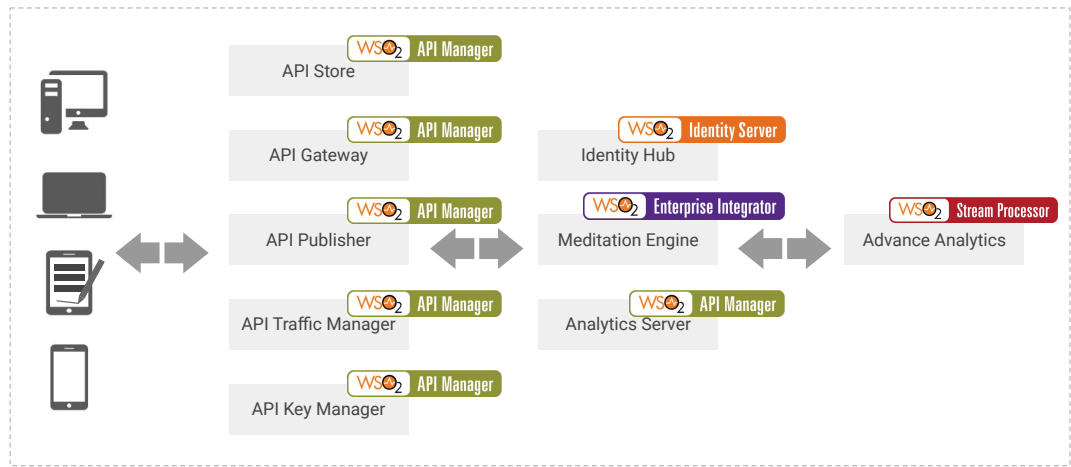 WSO2 API Manager
API Store
WSO2 API Manager
API Gateway
WSO2 API Manager
API Publisher
WSO2 API Manager
API Traffic Manager
WSO2 API Manager
API Key Manager
WSO2 Identity Server
Identity Hub
WSO2 Enterprise Integrator
Meditation Engine
WSO2 API Manager
Analytics Server
WSO2 Stream Processor
Advance Analytics